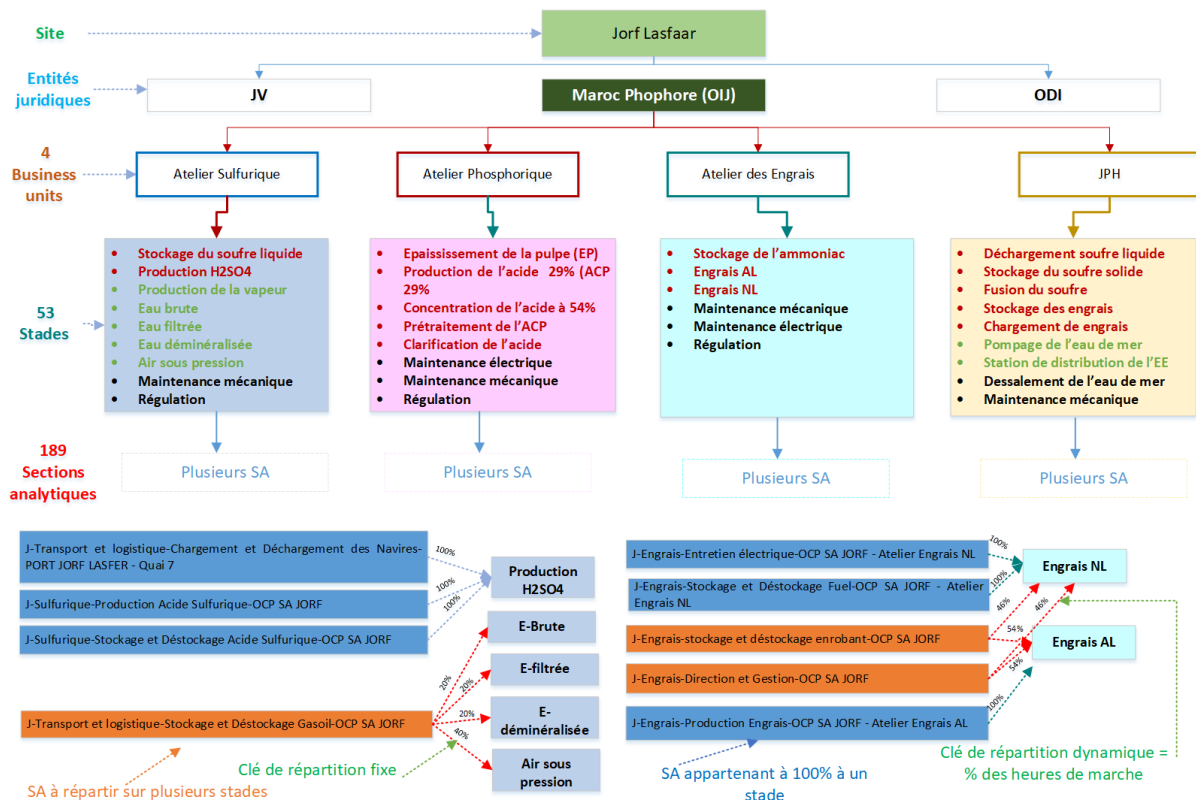 Site
Jorf Lasfaar
Entités
juridiques
JV
Maroc Phophore (OIJ)
ODI
4
Business
units
Atelier Sulfurique
Atelier Phosphorique
Atelier des Engrais
JPH
53
Stades
• Stockage du soufre liquide
• Production H2SO4
• Production de la vapeur
• Eau brute
• Eau filtrée
• Eau déminéralisée
• Air sous pression
• Maintenance mécanique
• Régulation
• Epaississement de la pulpe (EP)
• Production de l'acide 29% (ACP
29%
• Concentration de l'acide à 54%
• Prétraitement de l'ACP
• Clarification de l'acide
• Maintenance électrique
• Maintenance mécanique
• Régulation
• Stockage de l'ammoniac
• Engrais AL
• Engrais NL
• Maintenance mécanique
• Maintenance électrique
• Régulation
• Déchargement soufre liquide
• Stockage du soufre solide
• Fusion du soufre
• Stockage des engrais
• Chargement de engrais
• Pompage de l'eau de mer
• Station de distribution de l'EE
• Dessalement de l'eau de mer
• Maintenance mécanique
189
Sections
analytiques
Plusieurs SA
Plusieurs SA
Plusieurs SA
Plusieurs SA
J-Transport et logistique-Chargement et Déchargement des Navires-
PORT JORF LASFER - Quai 7
J-Sulfurique-Production Acide Sulfurique-OCP SA JORF
J-Sulfurique-Stockage et Déstockage Acide Sulfurique-OCP SA JORF
J-Transport et logistique-Stockage et Déstockage Gasoil-OCP SA JORF
100%
100%
100%
20%
20%
20%
40%
Production
H2SO4
E-Brute
E-filtrée
E-
déminéralisée
Air sous
pression
Clé de répartition fixe
SA à répartir sur plusieurs stades
J-Engrais-Entretien électrique-OCP SA JORF - Atelier Engrais NL
J-Engrais-Stockage et Déstockage Fuel-OCP SA JORF - Atelier
Engrais NL
J-Engrais-stockage et déstockage enrobant-OCP SA JORF
J-Engrais-Direction et Gestion-OCP SA JORF
J-Engrais-Production Engrais-OCP SA JORF - Atelier Engrais AL
100%
100%
46%
46%
54%
54%
100%
Engrais NL
Engrais AL
SA appartenant à 100% à un
stade
Clé de répartition dynamique =
% des heures de marche